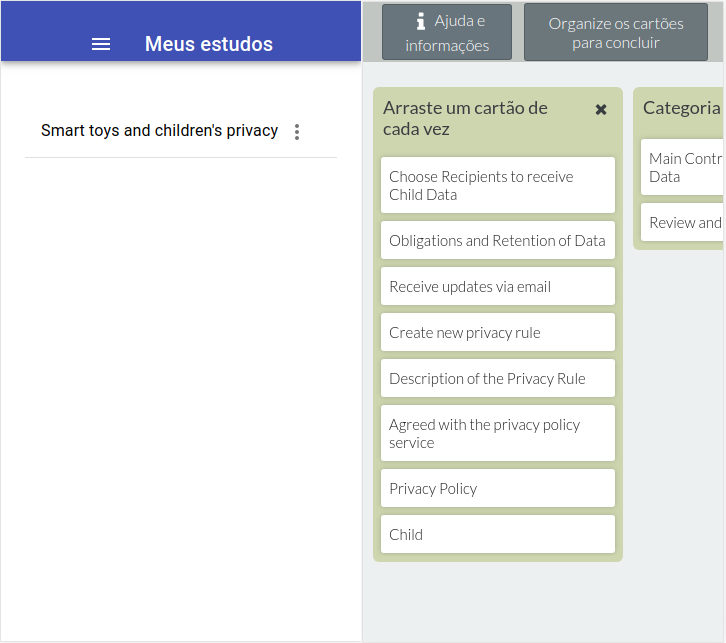 Meus estudos
Smart toys and children's privacy
Ajuda e
informações
Organize os cartões
para concluir
Arraste um cartão de
cada vez
Choose Recipients to receive
Child Data
Obligations and Retention of Data
Receive updates via email
Create new privacy rule
Description of the Privacy Rule
Agreed with the privacy policy
service
Privacy Policy
Child
Categoria
Main Contr
Data
Review and